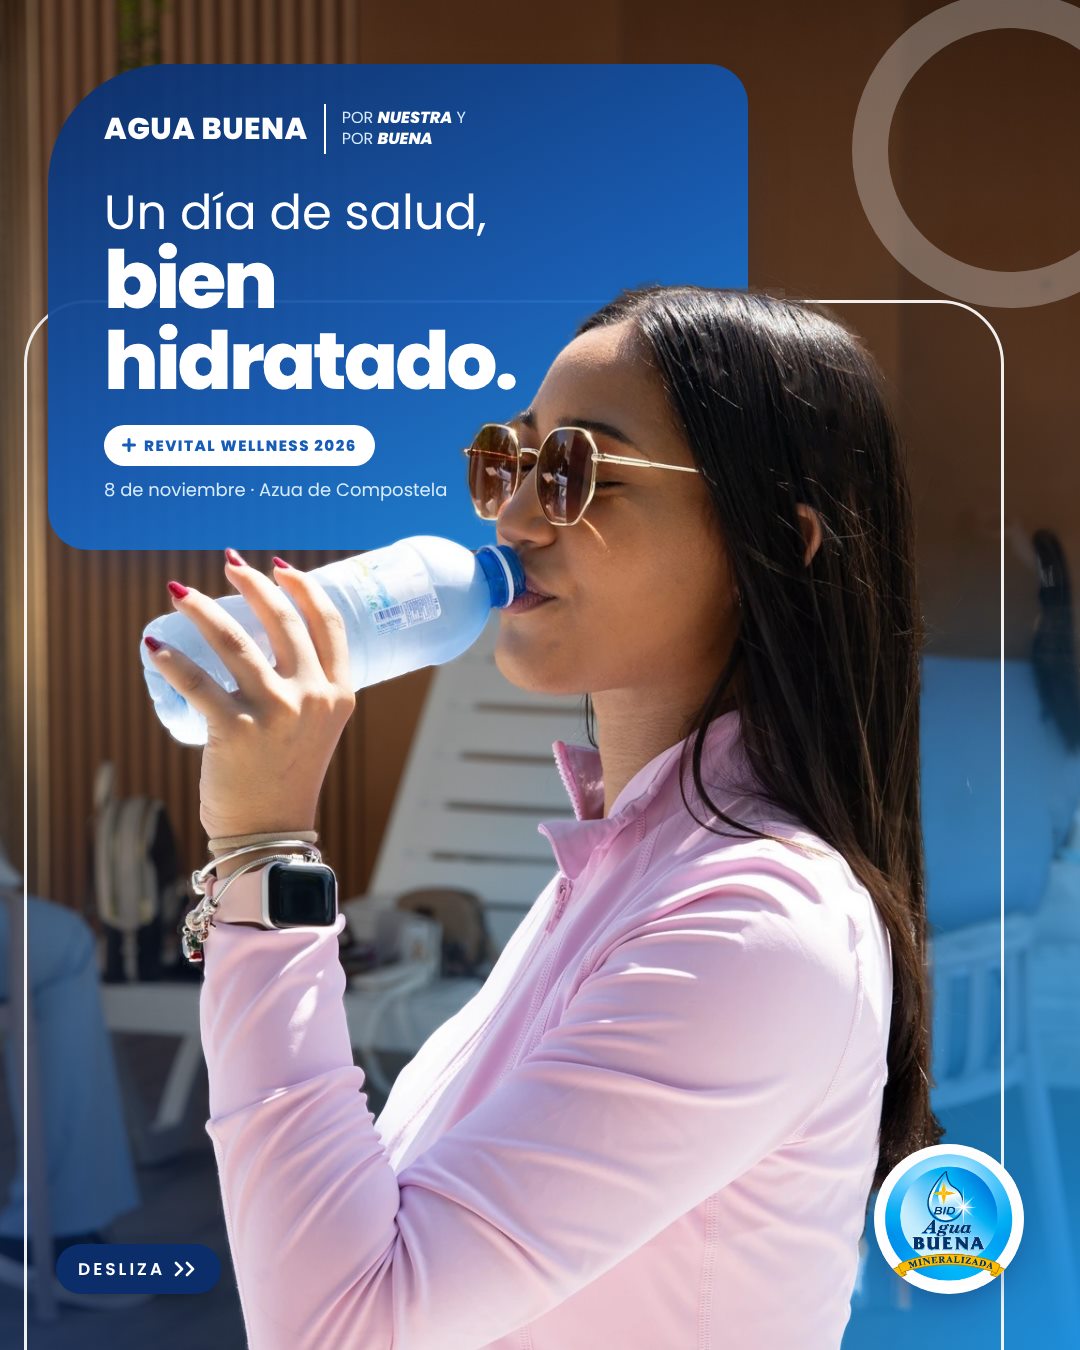 AGUA BUENA
POR NUESTRA Y
POR BUENA
Un día de salud,
bien
hidratado.
+ REVITAL WELLNESS 2026
8 de noviembre · Azua de Compostela
DESLIZA
BID
Agua
BUENA
MINERALIZADA